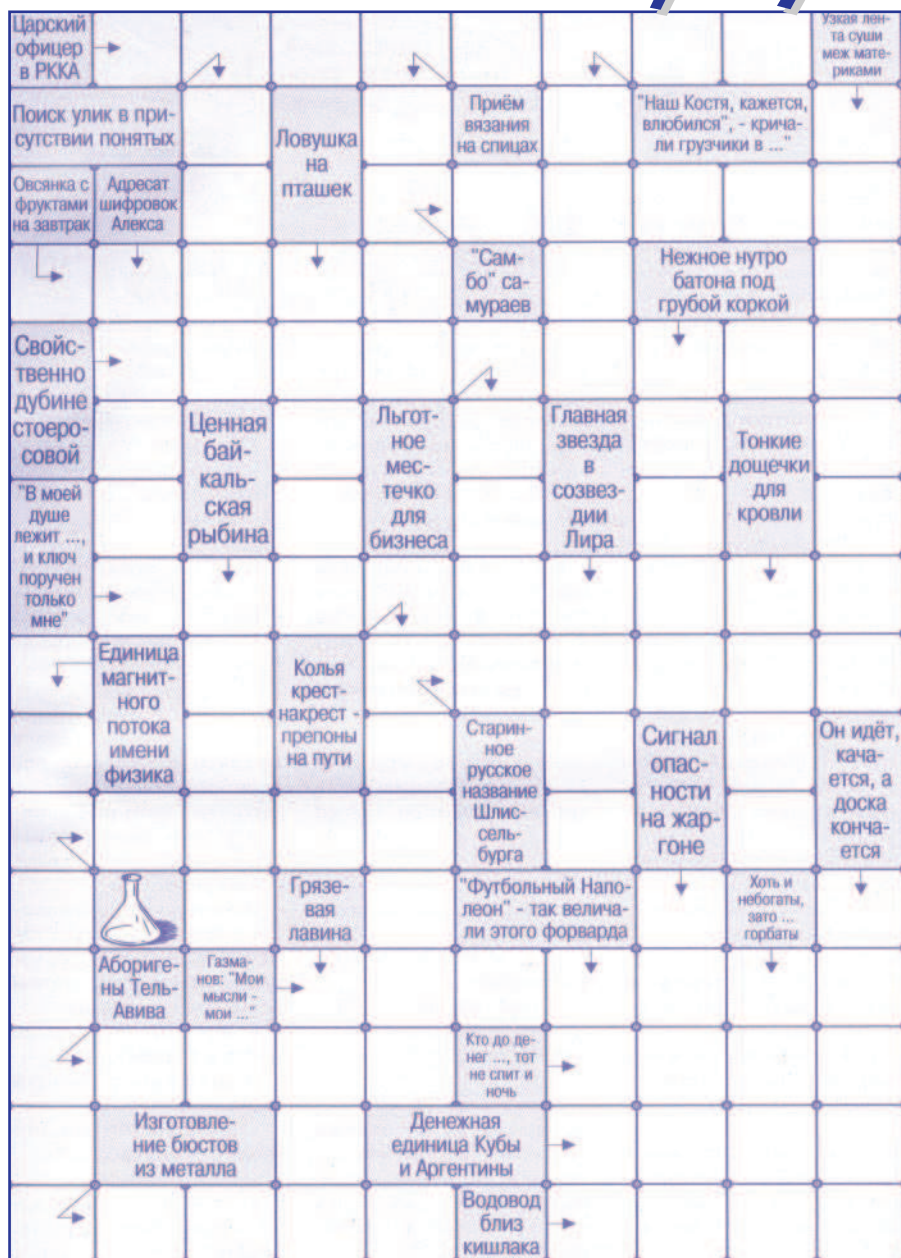 Царский
офицер
в РККА
Узкая лен-
та суши
меж мате-
риками
Поиск улик в при-
сутствии понятых
Ловушка
на
пташек
Приём
вязания
на спицах
"Наш Костя, кажется,
влюбился", - крича-
ли грузчики в ..."
Овсянка с
фруктами
на завтрак
Адресат
шифровок
Алекса
"Сам-
бо" са-
мураев
Нежное нутро
батона под
грубой коркой
Свойс-
твенно
дубине
стоеро-
совой
Ценная
бай-
каль-
ская
рыбина
Льгот-
ное
мес-
течко
для
бизнеса
Главная
звезда
в
созвез-
дии
Лира
Тонкие
дощечки
для
кровли
"В моей
душе
лежит ...,
и ключ
поручен
только
мне"
Единица
магнит-
ного
потока
имени
физика
Колья
крест-
накрест -
препоны
на пути
Старин-
ное
русское
название
Шлис-
сель-
бурга
Сигнал
опас-
ности
на жар-
гоне
Он идёт,
кача-
ется, а
доска
конча-
ется
Грязе-
вая
лавина
"Футбольный Напо-
леон" - так велича-
ли этого форварда
Хоть и
небогаты,
зато ...
горбаты
Абориге-
ны Тель-
Авива
Газма-
нов: "Мои
мысли -
мои ..."
Кто до де-
нег ..., тот
не спит и
ночь
Изготовле-
ние бюстов
из металла
Денежная
единица Кубы
и Аргентины
Водовод
близ
кишлака